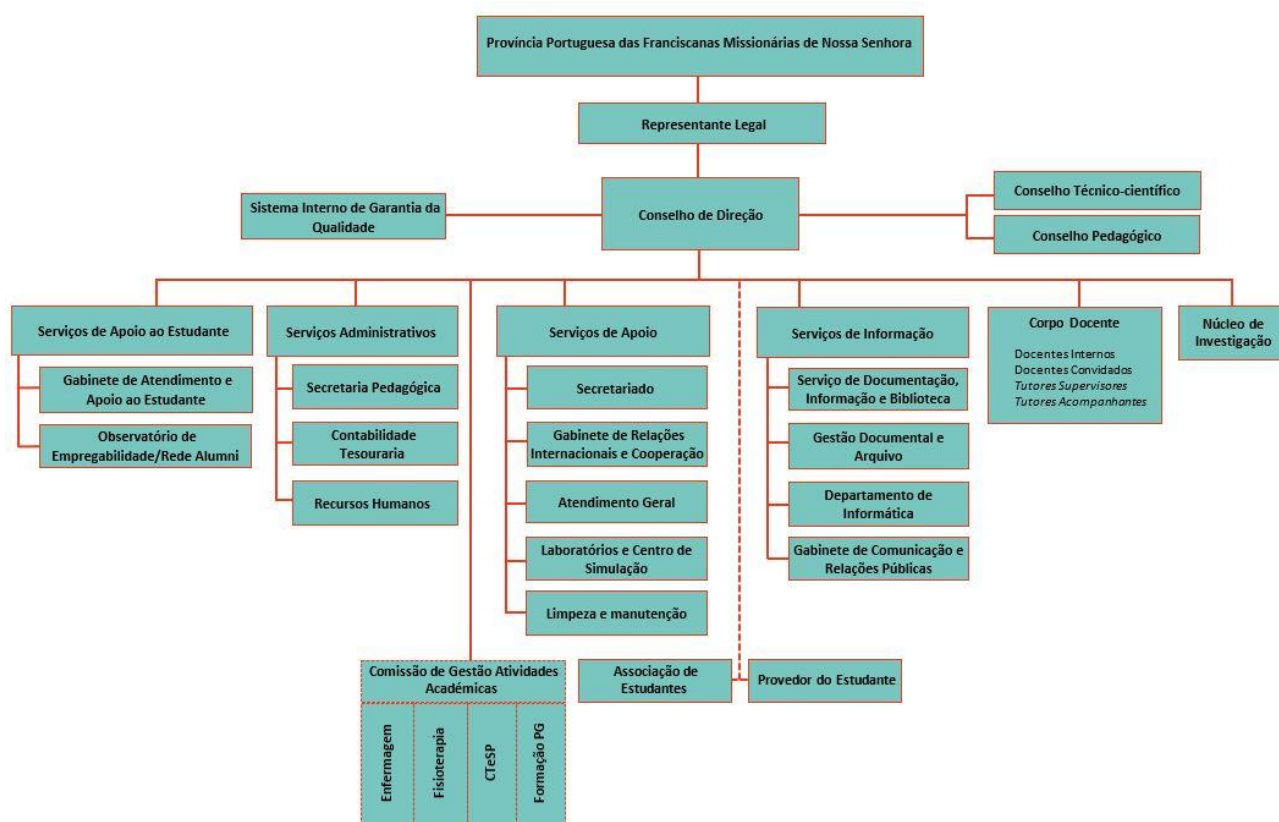 Província Portuguesa das Franciscanas Missionárias de Nossa Senhora
Representante Legal
Sistema Interno de Garantia da
Qualidade
Conselho de Direção
Conselho Técnico-científico
Conselho Pedagógico
Serviços de Apoio ao Estudante
Gabinete de Atendimento e
Apoio ao Estudante
Observatório de
Empregabilidade/Rede Alumni
Serviços Administrativos
Secretaria Pedagógica
Contabilidade
Tesouraria
Recursos Humanos
Serviços de Apoio
Secretariado
Gabinete de Relações
Internacionais e Cooperação
Atendimento Geral
Laboratórios e Centro de
Simulação
Limpeza e manutenção
Serviços de Informação
Serviço de Documentação,
Informação e Biblioteca
Gestão Documental e
Arquivo
Departamento de
Informática
Gabinete de Comunicação e
Relações Públicas
Corpo Docente
Docentes Internos
Docentes Convidados
Tutores Supervisores
Tutores Acompanhantes
Núcleo de
Investigação
Comissão de Gestão Atividades
Académicas
Enfermagem
Fisioterapia
CTeSP
Formação PG
Associação de
Estudantes
Provedor do Estudante